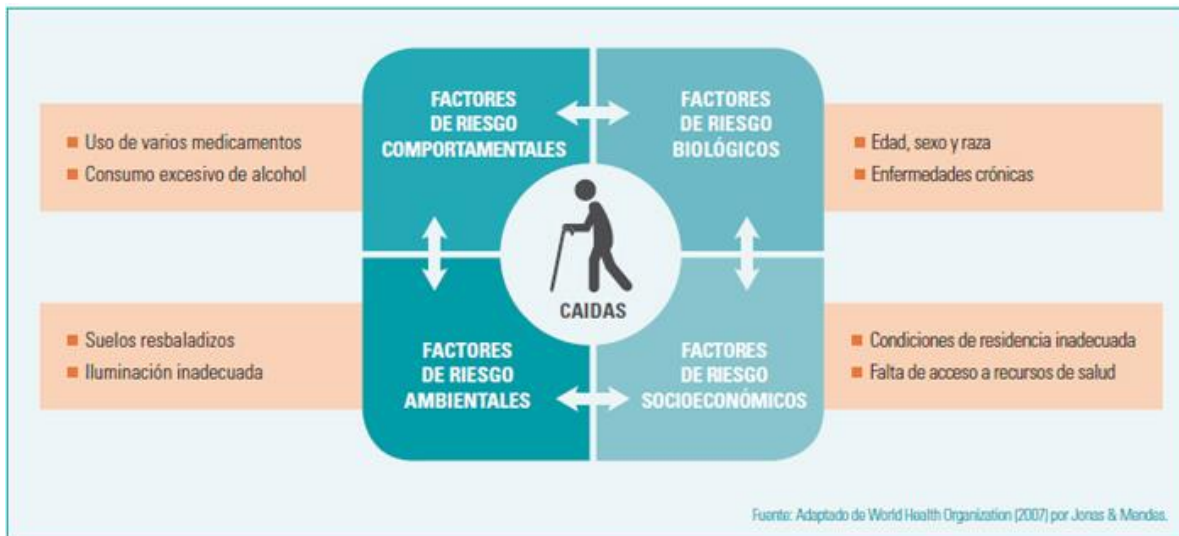 FACTORES
DE RIESGO
COMPORTAMENTALES
FACTORES
DE RIESGO
BIOLÓGICOS
■ Uso de varios medicamentos
■ Consumo excesivo de alcohol
■ Edad, sexo y raza
■ Enfermedades crónicas
CAIDAS
■ Suelos resbaladizos
■ Iluminación inadecuada
FACTORES
DE RIESGO
AMBIENTALES
FACTORES
DE RIESGO
SOCIOECONÓMICOS
■ Condiciones de residencia inadecuada
■ Falta de acceso a recursos de salud
Fuente: Adaptado de World Health Organization (2007) por Jonas & Mendes.